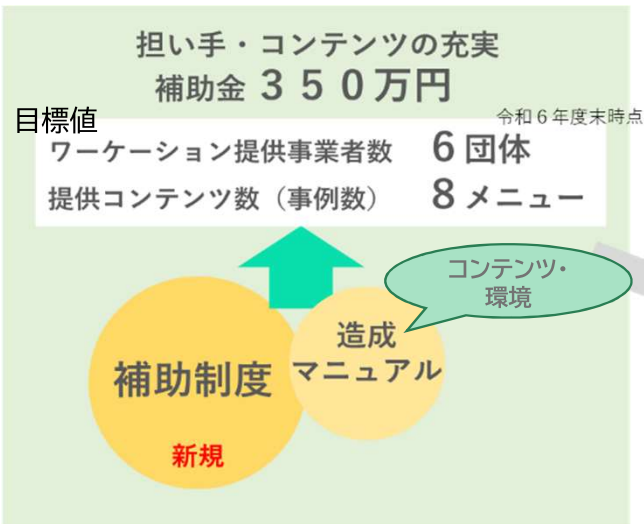 担い手・コンテンツの充実
補助金 350万円
目標値
令和6年度末時点
ワーケーション提供事業者数 6団体
提供コンテンツ数（事例数） 8メニュー
コンテンツ・
環境
造成
マニュアル
補助制度
新規